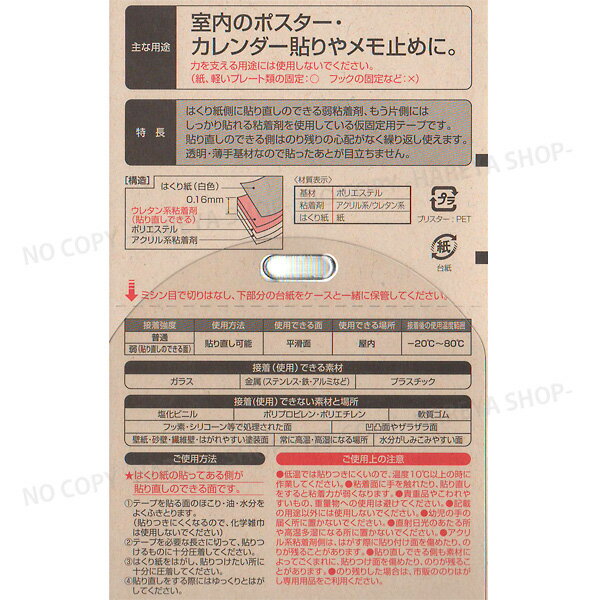 主な用途
室内のポスター・
カレンダー貼りやメモ止めに。
力を支える用途には使用しないでください。
（紙、軽いプレート類の固定：○　フックの固定など：×）
特長
はくり紙側に貼り直しのできる弱粘着剤、もう片側には
しっかり貼れる粘着剤を使用している仮固定用テープです。
貼り直しのできる側はのり残りの心配がなく繰り返し使えます。
透明・薄手基材なので貼ったあとが目立ちません。
【構造】
はくり紙（白色）
0.16mm
ウレタン系粘着剤
（貼り直しできる）
ポリエステル
アクリル系粘着剤
〈材質表示〉
基材 ポリエステル
粘着剤 アクリル系/ウレタン系
はくり紙 紙
プラ
ブリスター：PET
紙
台紙
ミシン目で切りはなし、下部分の台紙をケースと一緒に保管してください。
接着強度 使用方法 使用できる面 使用できる場所 接着後の使用温度範囲
普通
弱（貼り直しのできる面）
貼り直し可能 平滑面 屋内 −20℃〜80℃
接着（使用）できる素材
ガラス 金属（ステンレス・鉄・アルミなど） プラスチック
接着（使用）できない素材と場所
塩化ビニル ポリプロピレン・ポリエチレン 軟質ゴム
フッ素・シリコーン等で処理された面 凹凸面やザラザラ面
壁紙・砂壁・繊維壁・はがれやすい塗装面 常に高温・高湿になる場所 水分がしみこみやすい面
ご使用方法
★はくり紙の貼ってある側が
貼り直しできる面です。
①テープを貼る面のほこり・油・水分を
よくふきとります。
（貼りつきにくくなるので、化学雑巾
は使用しないでください。）
②テープを必要な長さに切って、貼りつ
けるものに十分圧着してください。
③はくり紙をはがし、貼りつけたい所に
十分に圧着してください。
④貼り直しをする際にはゆっくりとはが
してください。
ご使用上の注意
●低温では貼りつきにくいので、温度10℃以上の時に
作業してください。●粘着面に手を触れたり、貼り直し
をすると粘着力が弱くなります。●貴重品やこわれや
すいもの、重量物への使用は避けてください。●記載
の用途以外には使用しないでください。●幼児の手の
届く所に置かないでください。●直射日光のあたる所
や高温多湿になる所に置かないでください。●アクリ
ル系粘着剤側は、はがす際に貼り付け面を傷めたり、の
りが残ることがあります。●貼り直しできる側も素材に
よってごくまれに、貼りつけ面を傷めたり、のりが残るこ
とがあります。●のり残りした場合は、市販ののりはが
し専用用品をご利用ください。